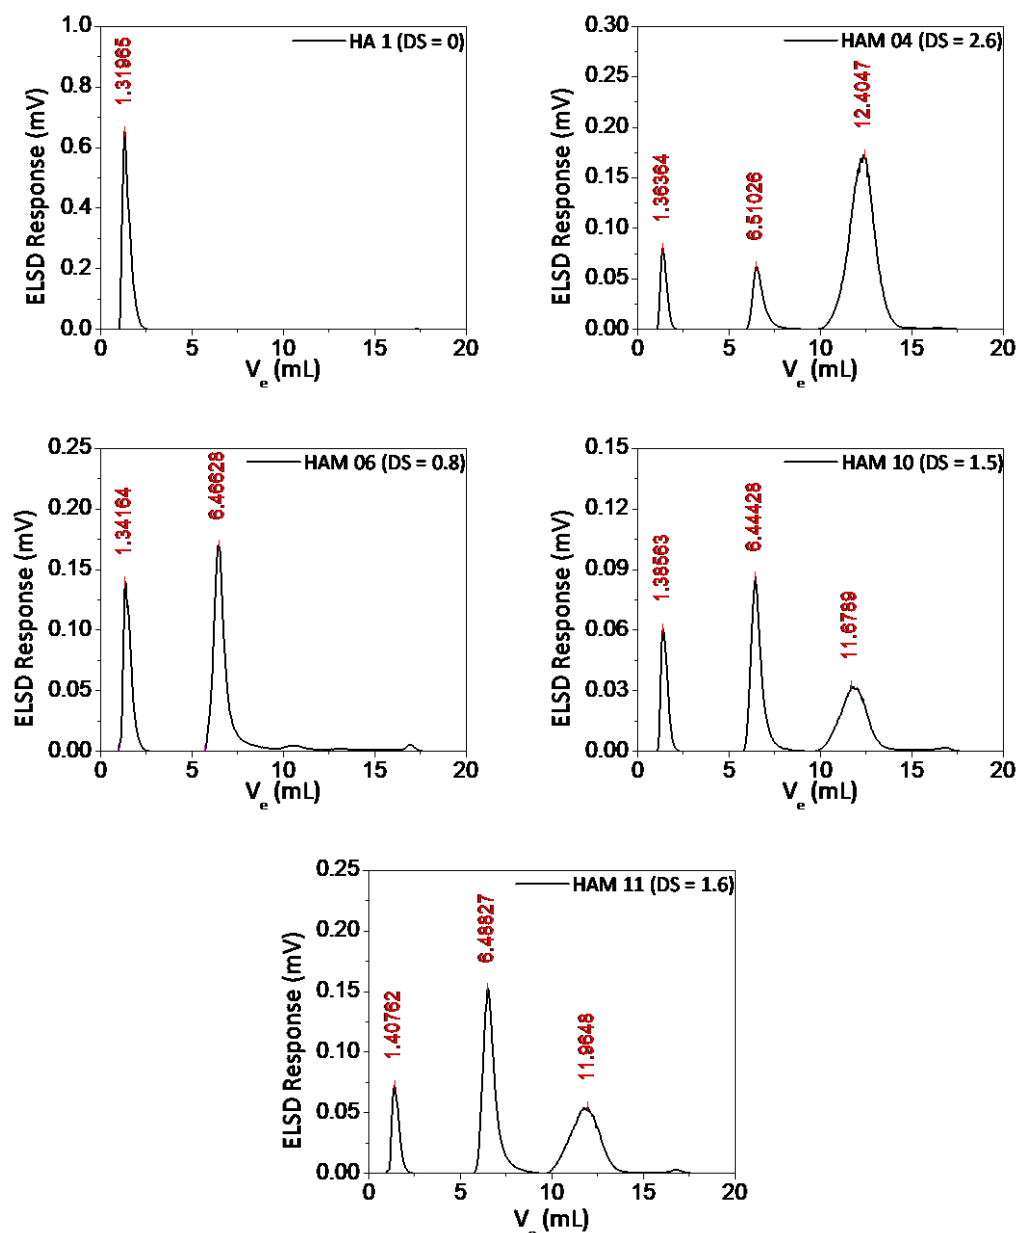 HA 1 (DS = 0)
1.31965
ELSD Response (mV)
1.0
0.8
0.6
0.4
0.2
0.0
0 5 10 15 20
Ve (mL)
HAM 04 (DS = 2.6)
1.36364
6.51026
12.4047
ELSD Response (mV)
0.30
0.25
0.20
0.15
0.10
0.05
0.00
0 5 10 15 20
Ve (mL)
HAM 06 (DS = 0.8)
1.34164
6.46628
ELSD Response (mV)
0.25
0.20
0.15
0.10
0.05
0.00
0 5 10 15 20
Ve (mL)
HAM 10 (DS = 1.5)
1.38563
6.44428
11.6789
ELSD Response (mV)
0.15
0.12
0.09
0.06
0.03
0.00
0 5 10 15 20
Ve (mL)
HAM 11 (DS = 1.6)
1.40762
6.48827
11.9648
ELSD Response (mV)
0.25
0.20
0.15
0.10
0.05
0.00
0 5 10 15 20
Ve (mL)